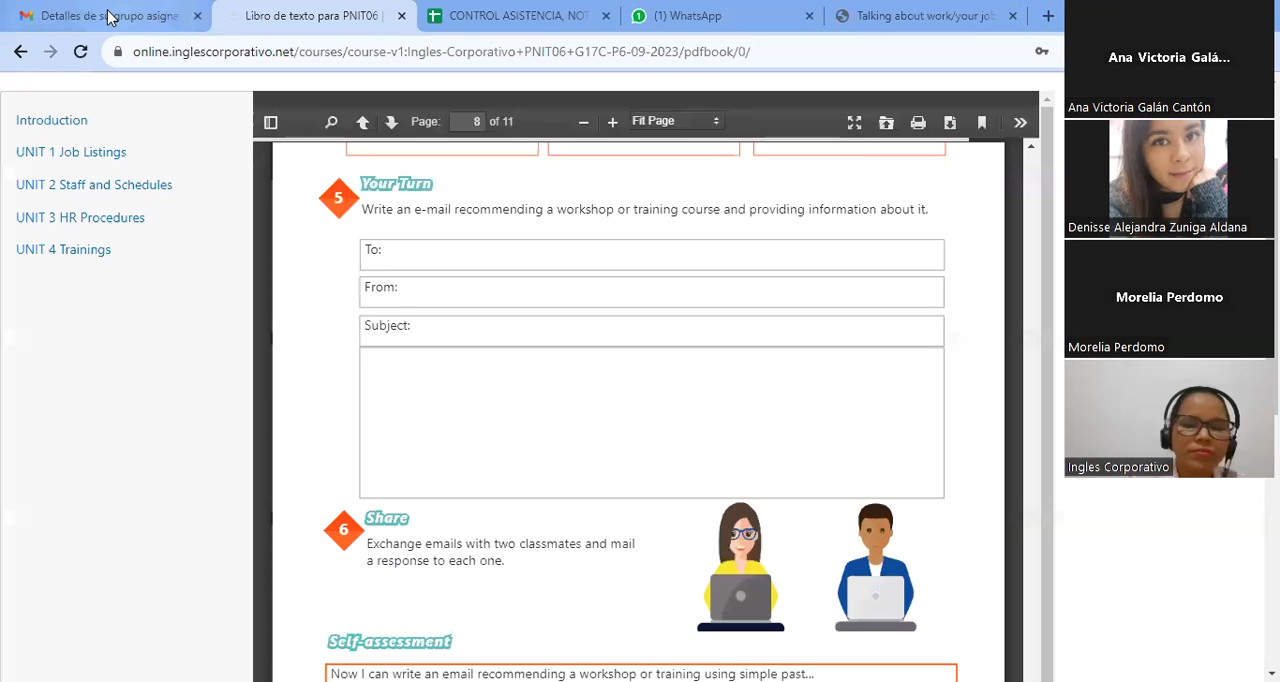 Detalles de su grupo asigna
Libro de texto para PNIT06 |
CONTROL ASISTENCIA, NOT
(1) WhatsApp
Talking about work/your job
online.inglescorporativo.net/courses/course-v1:Ingles-Corporativo+PNIT06+G17C-P6-09-2023/pdfbook/0/
Introduction
UNIT 1 Job Listings
UNIT 2 Staff and Schedules
UNIT 3 HR Procedures
UNIT 4 Trainings
Page: 8 of 11
Fit Page
5 Your Turn
Write an e-mail recommending a workshop or training course and providing information about it.
To:
From:
Subject:
6 Share
Exchange emails with two classmates and mail
a response to each one.
Self-assessment
Now I can write an email recommending a workshop or training using simple past...
Ana Victoria Galá...
Ana Victoria Galán Cantón
Denisse Alejandra Zuniga Aldana
Morelia Perdomo
Morelia Perdomo
Ingles Corporativo